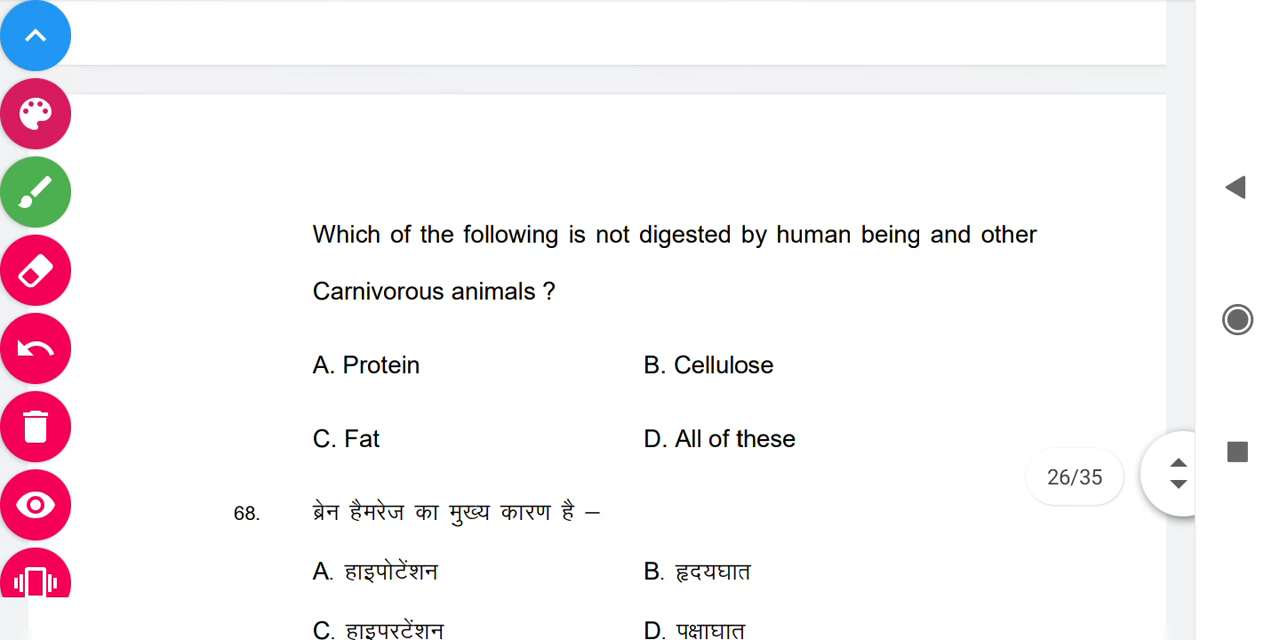 Which of the following is not digested by human being and other
Carnivorous animals ?
A. Protein B. Cellulose
C. Fat D. All of these
26/35
68. ब्रेन हैमरेज का मुख्य कारण है –
A. हाइपोटेंशन B. हृदयघात
C. हाइपरटेंशन D. पक्षाघात